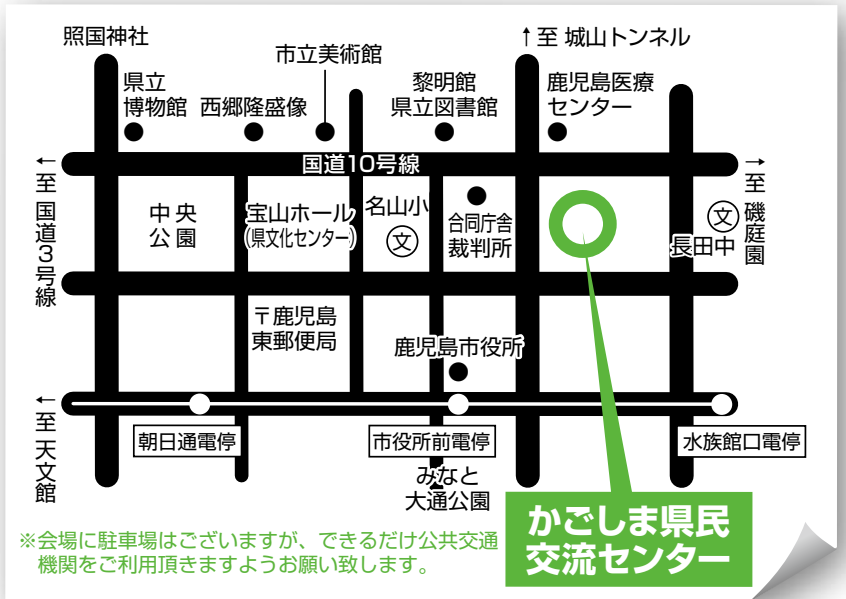 照国神社
↑至 城山トンネル
市立美術館
県立
博物館
西郷隆盛像
黎明館
県立図書館
鹿児島医療
センター
国道10号線
←至 国道3号線
→至 磯庭園
中央
公園
宝山ホール
(県文化センター)
名山小
文
合同庁舎
裁判所
文
長田中
〒鹿児島
東郵便局
鹿児島市役所
←至 天文館
朝日通電停
市役所前電停
水族館口電停
みなと
大通公園
かごしま県民
交流センター
※会場に駐車場はございますが、できるだけ公共交通
機関をご利用頂きますようお願い致します。